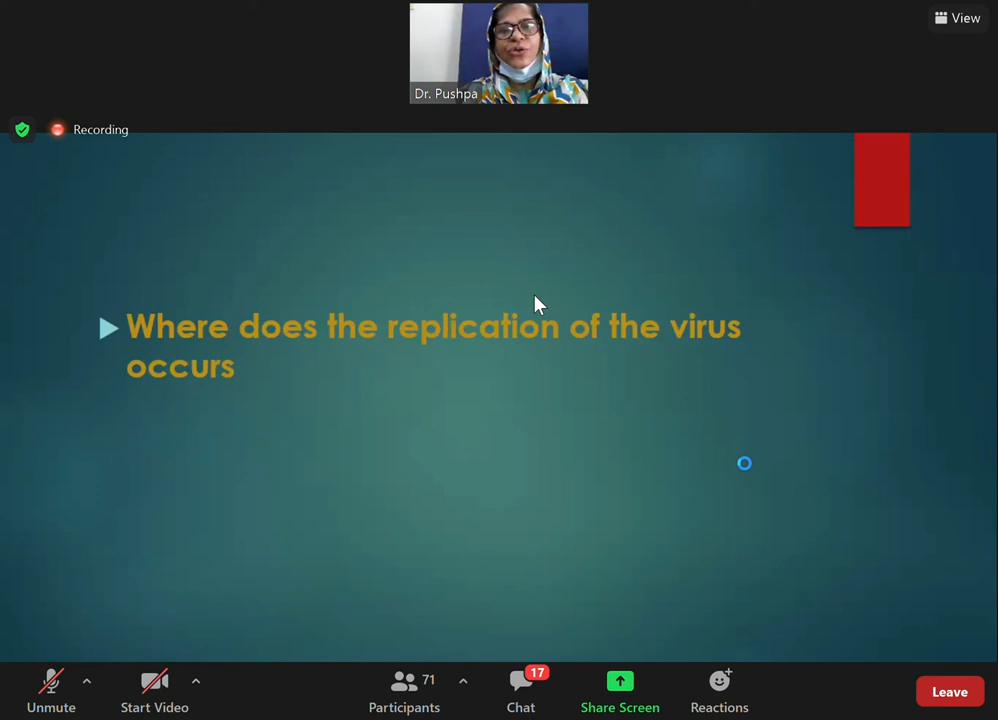 View
Dr. Pushpa
Recording
Where does the replication of the virus
occurs
71
17
Unmute
Start Video
Participants
Chat
Share Screen
Reactions
Leave